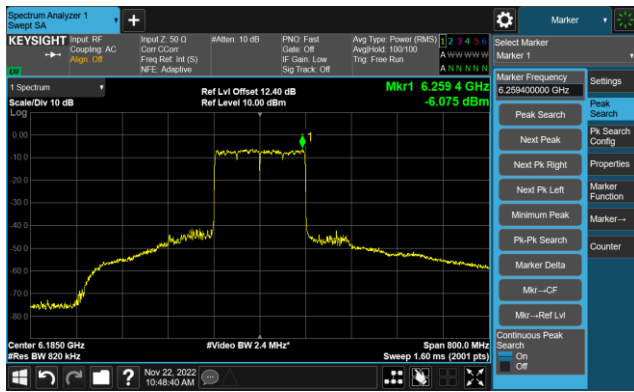 Spectrum Analyzer 1
Swept SA
Marker
KEYSIGHT
Input: RF
Coupling: AC
Align: Off
Input Z: 50 Ω
Corr CCorr
Freq Ref: Int (S)
NFE: Adaptive
#Atten: 10 dB
PNO: Fast
Gate: Off
IF Gain: Low
Sig Track: Off
Avg Type: Power (RMS)
Avg|Hold: 100/100
Trig: Free Run
1 2 3 4 5 6
A W W W W W
A N N N N N
Select Marker
Marker 1
1 Spectrum
Scale/Div 10 dB
Log
Ref Lvl Offset 12.40 dB
Ref Level 10.00 dBm
Mkr1 6.259 4 GHz
-6.075 dBm
1
0.00
-10.0
-20.0
-30.0
-40.0
-50.0
-60.0
-70.0
-80.0
Center 6.1850 GHz
#Res BW 820 kHz
#Video BW 2.4 MHz*
Span 800.0 MHz
Sweep 1.60 ms (2001 pts)
Marker Frequency
6.259400000 GHz
Peak Search
Next Peak
Next Pk Right
Next Pk Left
Minimum Peak
Pk-Pk Search
Marker Delta
Mkr→CF
Mkr→Ref Lvl
Continuous Peak
Search
On
Off
Settings
Peak
Search
Pk Search
Config
Properties
Marker
Function
Marker→
Counter
Nov 22, 2022
10:48:40 AM